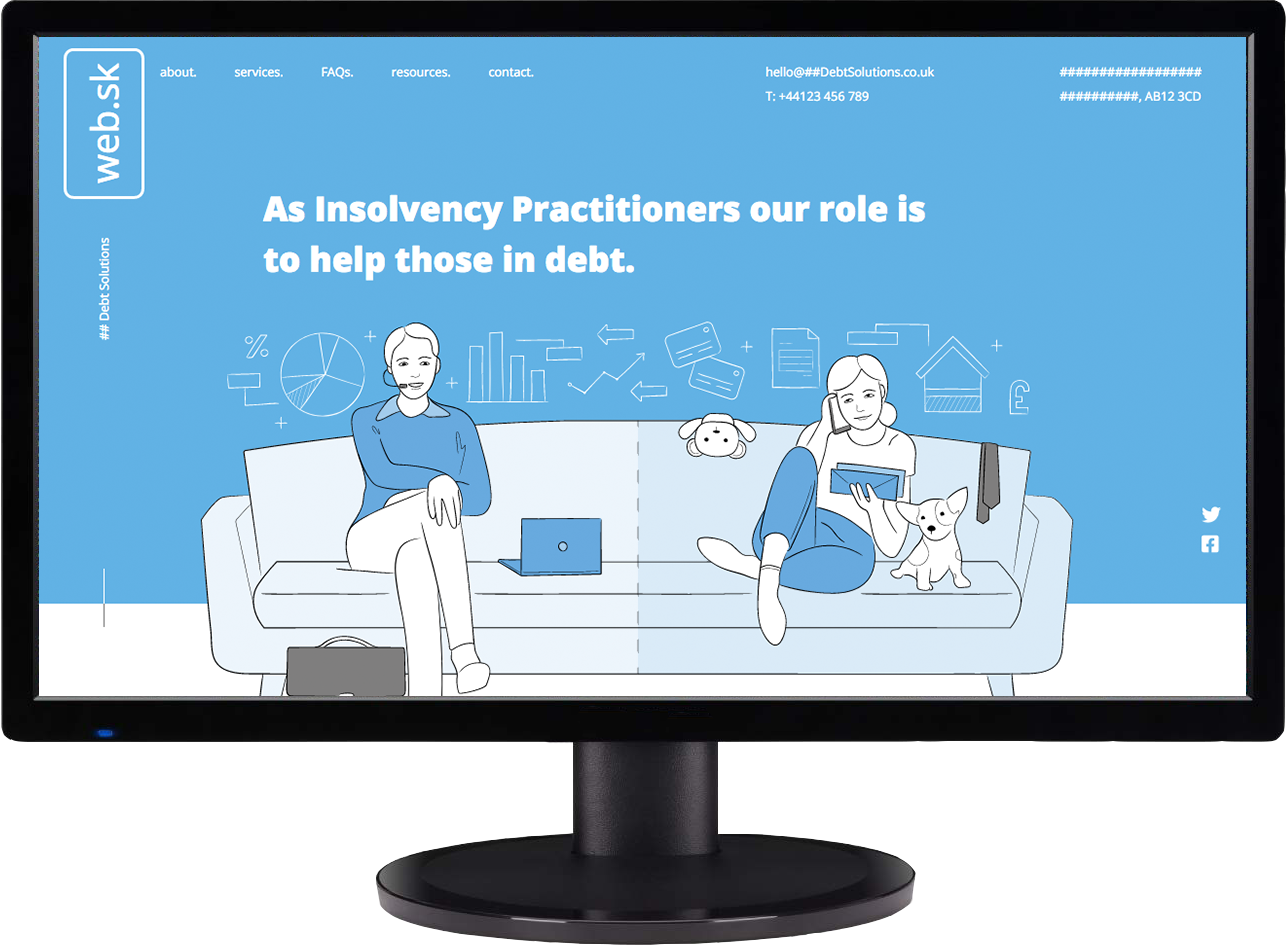 web.sk
about. services. FAQs. resources. contact.
hello@##DebtSolutions.co.uk
T: +44123 456 789
##################
##########, AB12 3CD
As Insolvency Practitioners our role is
to help those in debt.
## Debt Solutions
%
£